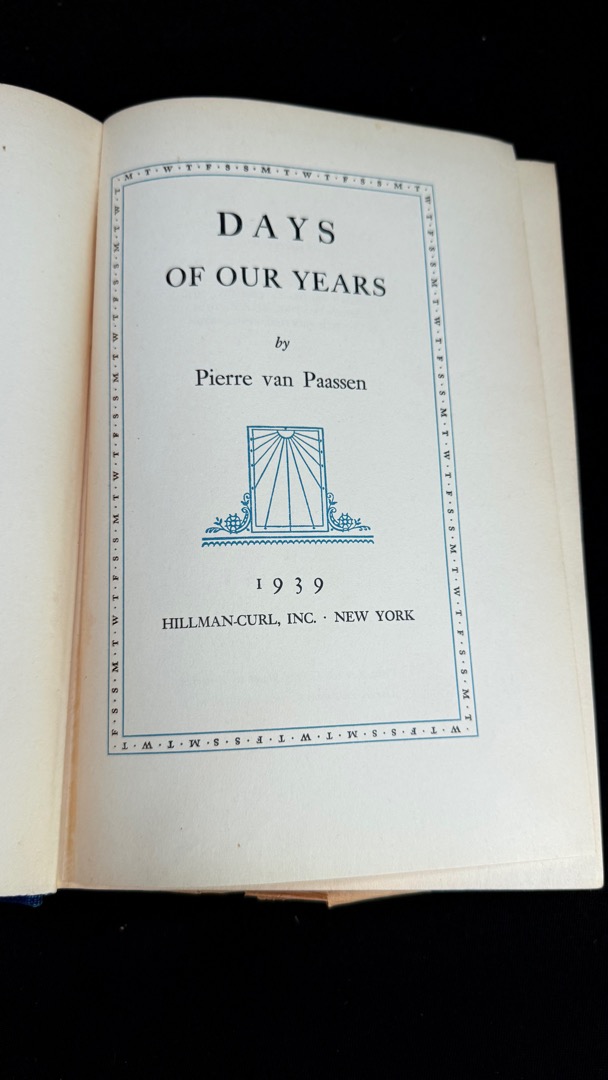 M · T · W · T · F · S · S · M · T · W · T · F · S · S · M · T
DAYS
OF OUR YEARS
by
Pierre van Paassen
1939
HILLMAN-CURL, INC. · NEW YORK